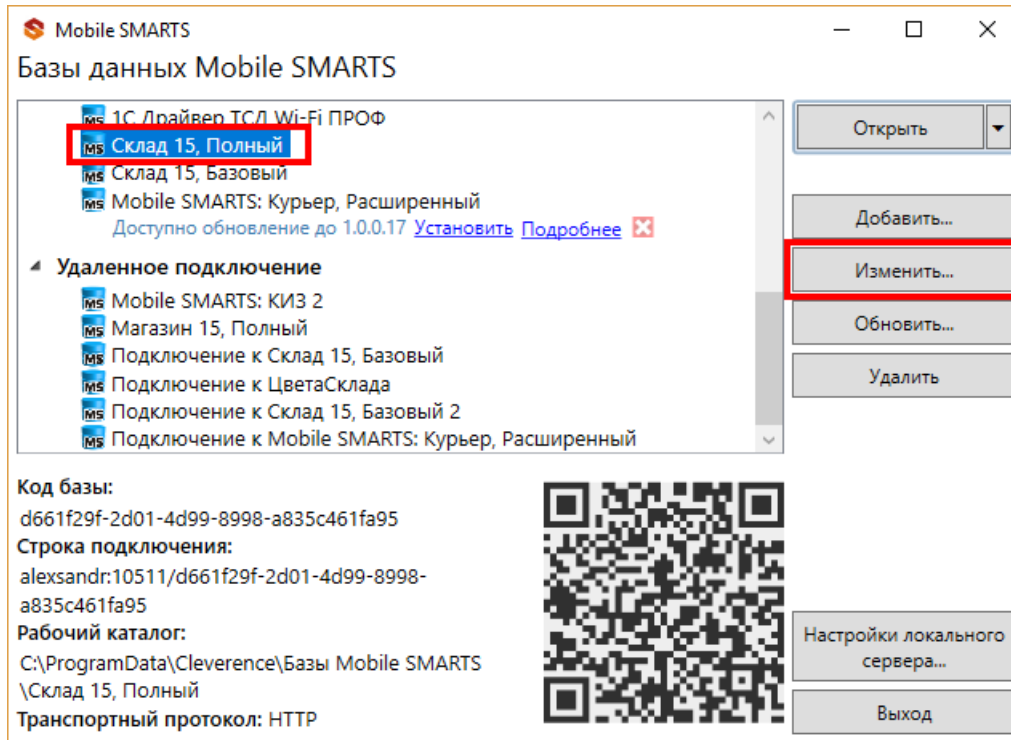 Mobile SMARTS
Базы данных Mobile SMARTS
1С Драйвер ТСД Wi-Fi ПРОФ
Склад 15, Полный
Склад 15, Базовый
Mobile SMARTS: Курьер, Расширенный
Доступно обновление до 1.0.0.17 Установить Подробнее
Удаленное подключение
Mobile SMARTS: КИЗ 2
Магазин 15, Полный
Подключение к Склад 15, Базовый
Подключение к ЦветаСклада
Подключение к Склад 15, Базовый 2
Подключение к Mobile SMARTS: Курьер, Расширенный
Открыть
Добавить...
Изменить...
Обновить...
Удалить
Код базы:
d661f29f-2d01-4d99-8998-a835c461fa95
Строка подключения:
alexsandr:10511/d661f29f-2d01-4d99-8998-
a835c461fa95
Рабочий каталог:
C:\ProgramData\Cleverence\Базы Mobile SMARTS
\Склад 15, Полный
Транспортный протокол: HTTP
Настройки локального
сервера...
Выход